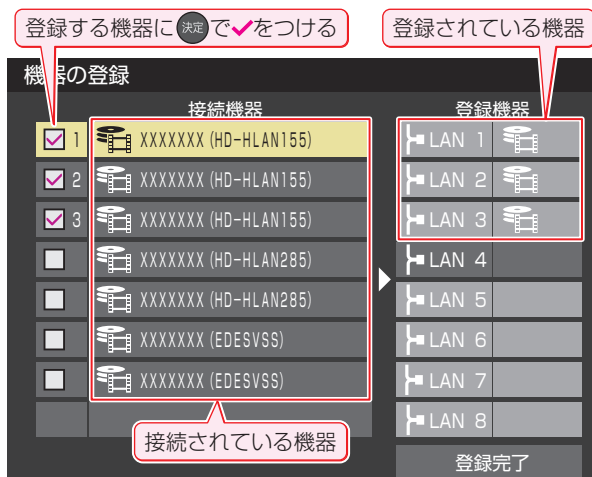 登録する機器に決定で✓をつける
登録されている機器
機器の登録
接続機器
登録機器
1 XXXXXXX (HD-HLAN155)
LAN 1
2 XXXXXXX (HD-HLAN155)
LAN 2
3 XXXXXXX (HD-HLAN155)
LAN 3
XXXXXXX (HD-HLAN285)
LAN 4
XXXXXXX (HD-HLAN285)
LAN 5
XXXXXXX (EDESVSS)
LAN 6
XXXXXXX (EDESVSS)
LAN 7
LAN 8
接続されている機器
登録完了